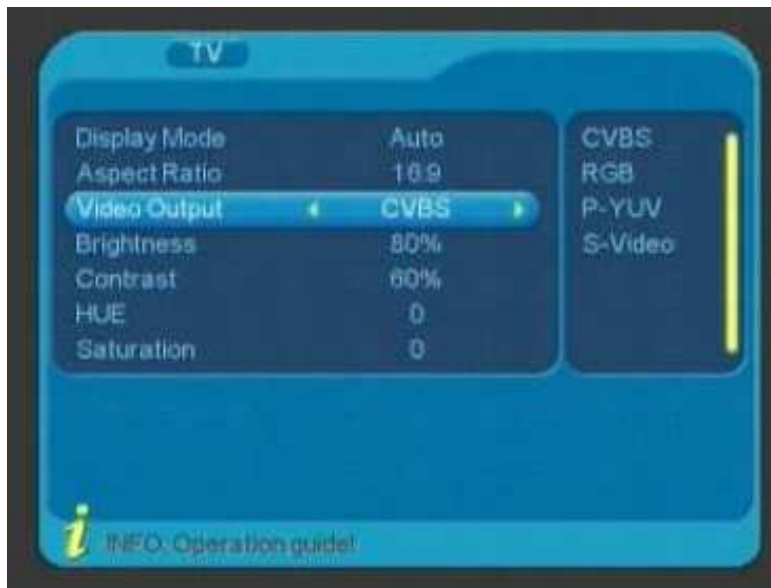 TV
Display Mode Auto
Aspect Ratio 16:9
Video Output CVBS
Brightness 80%
Contrast 60%
HUE 0
Saturation 0
CVBS
RGB
P-YUV
S-Video
INFO: Operation guide!